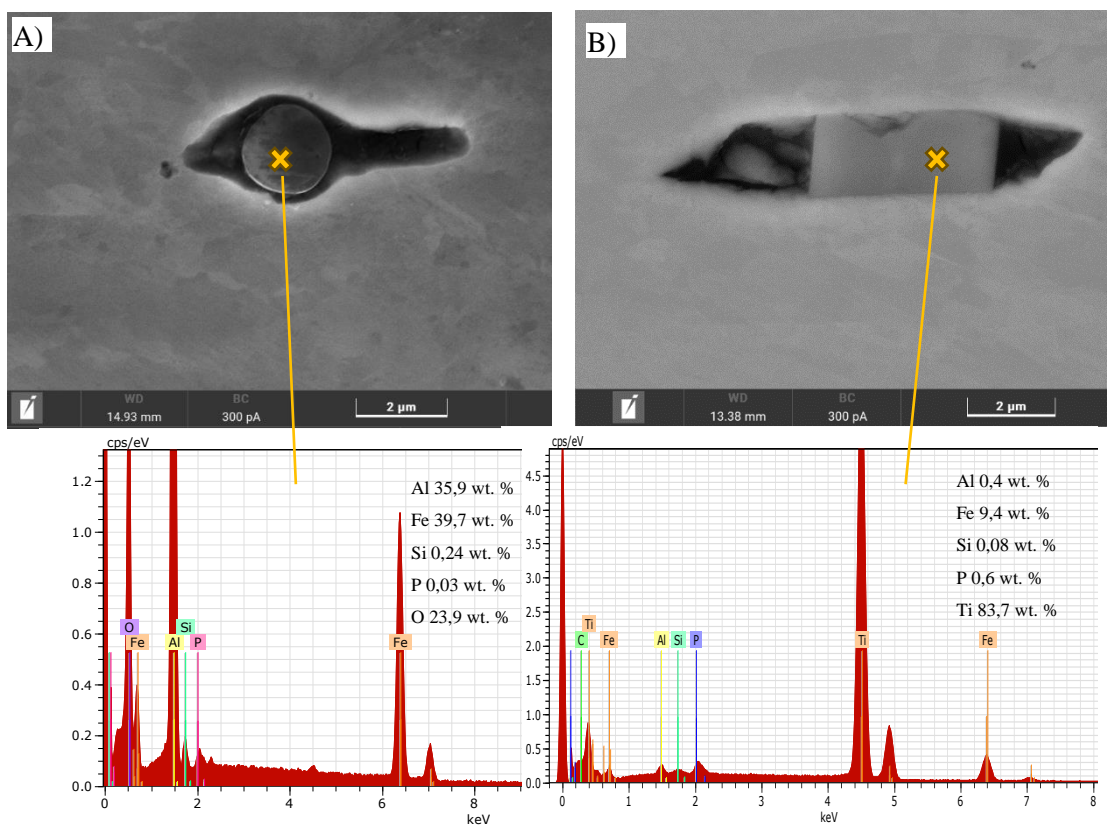 A)
B)
WD
14.93 mm
BC
300 pA
2 µm
WD
13.38 mm
BC
300 pA
2 µm
cps/eV
1.2
1.0
0.8
0.6
0.4
0.2
0.0
Al 35,9 wt. %
Fe 39,7 wt. %
Si 0,24 wt. %
P 0,03 wt. %
O 23,9 wt. %
O
Fe
Al
Si
P
Fe
0
2
4
6
8
keV
cps/eV
4.5
4.0
3.5
3.0
2.5
2.0
1.5
1.0
0.5
0.0
Al 0,4 wt. %
Fe 9,4 wt. %
Si 0,08 wt. %
P 0,6 wt. %
Ti 83,7 wt. %
C
Ti
Fe
Al
Si
P
Ti
Fe
0
1
2
3
4
5
6
7
8
keV